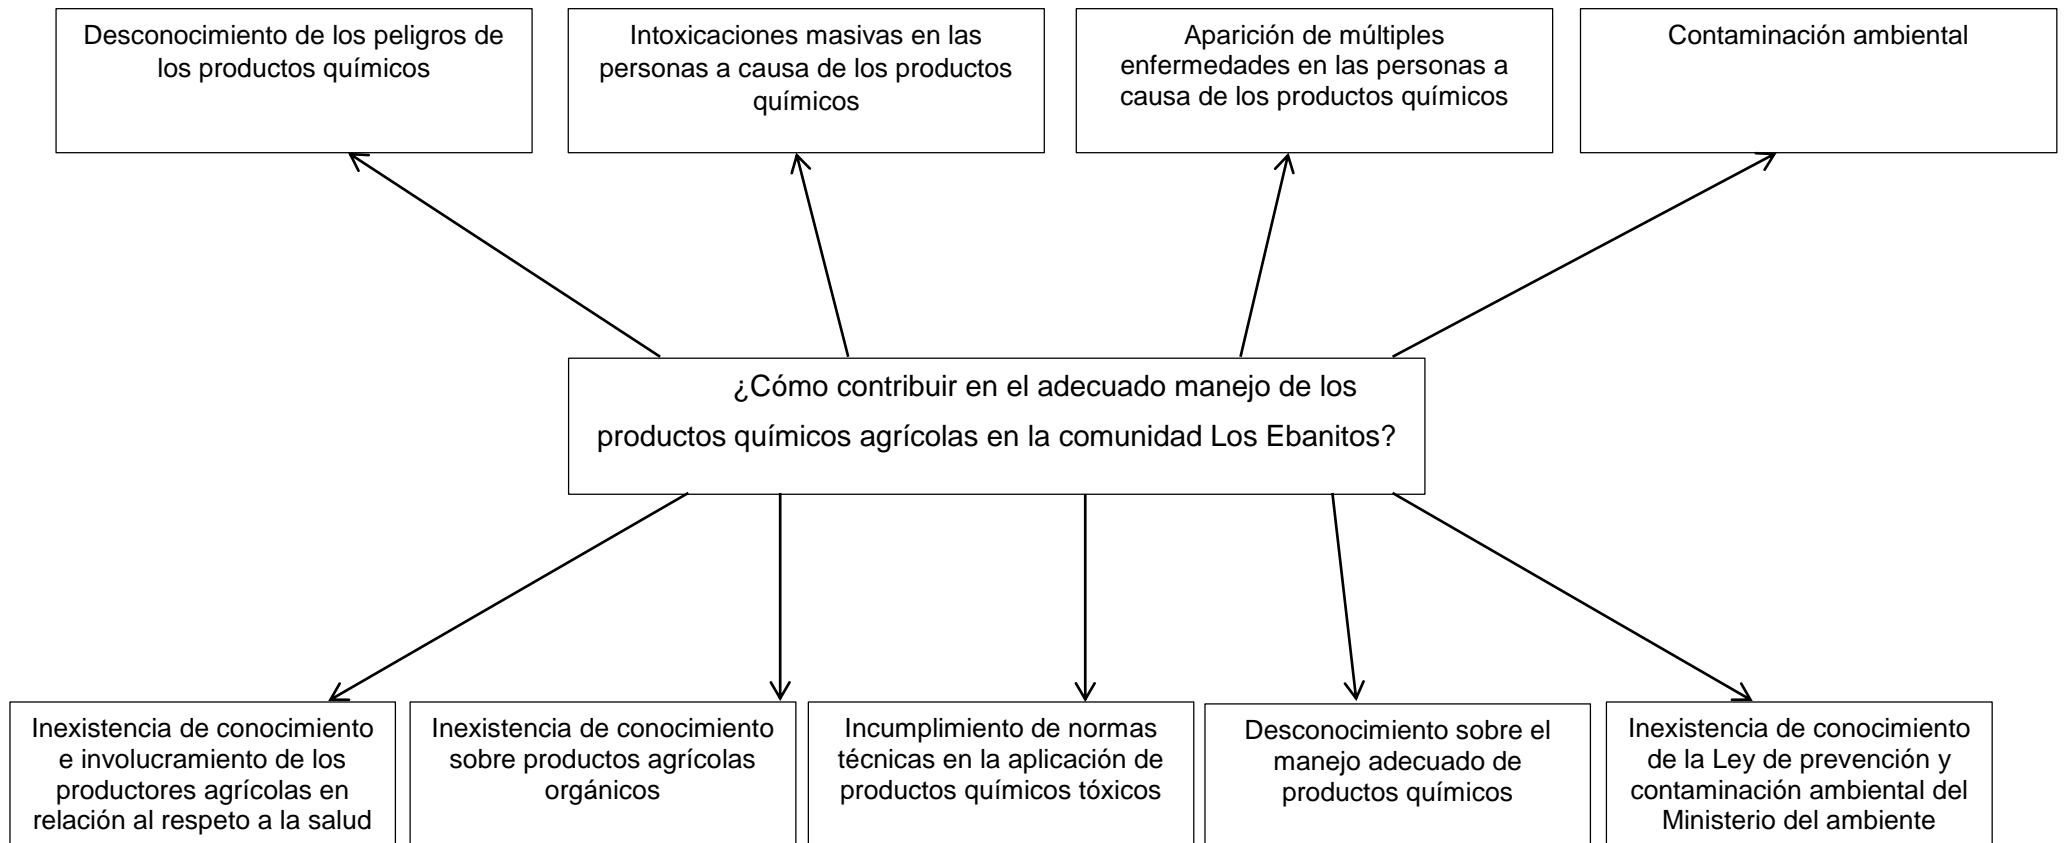 Desconocimiento de los peligros de
los productos químicos
Intoxicaciones masivas en las
personas a causa de los productos
químicos
Aparición de múltiples
enfermedades en las personas a
causa de los productos químicos
Contaminación ambiental
¿Cómo contribuir en el adecuado manejo de los
productos químicos agrícolas en la comunidad Los Ebanitos?
Inexistencia de conocimiento
e involucramiento de los
productores agrícolas en
relación al respeto a la salud
Inexistencia de conocimiento
sobre productos agrícolas
orgánicos
Incumplimiento de normas
técnicas en la aplicación de
productos químicos tóxicos
Desconocimiento sobre el
manejo adecuado de
productos químicos
Inexistencia de conocimiento
de la Ley de prevención y
contaminación ambiental del
Ministerio del ambiente